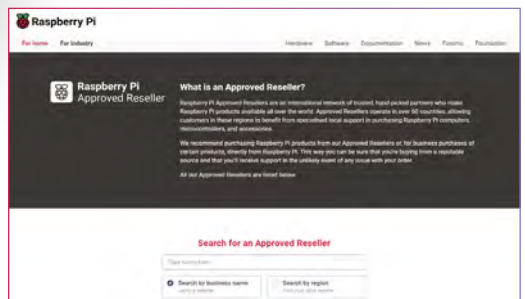 Raspberry Pi
For home For industry Hardware Software Documentation News Forums Foundation
Raspberry Pi
Approved Reseller
What is an Approved Reseller?
Raspberry Pi Approved Resellers are an international network of trusted, hand-picked partners who make
Raspberry Pi products available all over the world. Approved Resellers operate in over 60 countries, allowing
customers in these regions to benefit from specialised local support in purchasing Raspberry Pi computers,
microcontrollers, and accessories.
We recommend purchasing Raspberry Pi products from our Approved Resellers or, for business purchases of
certain products, directly from Raspberry Pi. This way you can be sure that you're buying from a reputable
source and that you'll receive support in the unlikely event of any issue with your order.
All our Approved Resellers are listed below.
Search for an Approved Reseller
Search by business name Search by region